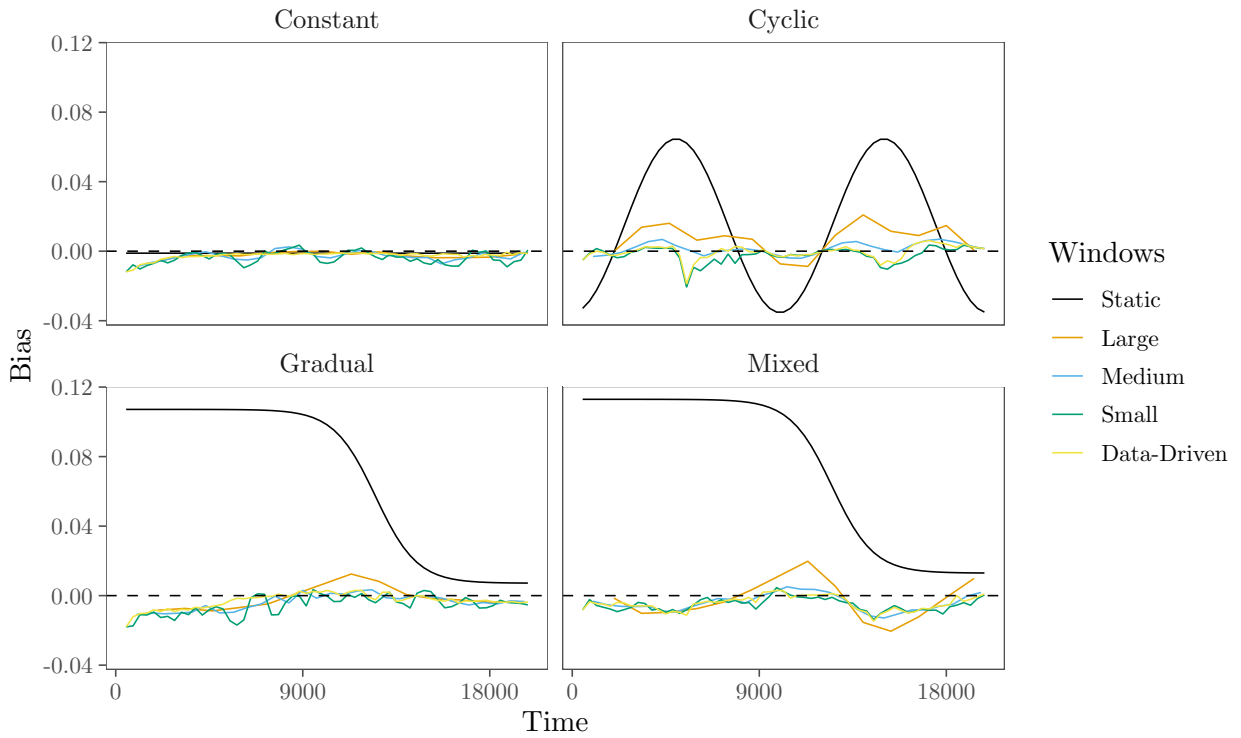 Constant
Cyclic
0.12
0.08
0.04
0.00
-0.04
Gradual
Mixed
0.12
0.08
0.04
0.00
-0.04
0
9000
18000
0
9000
18000
Time
Bias
Windows
Static
Large
Medium
Small
Data-Driven